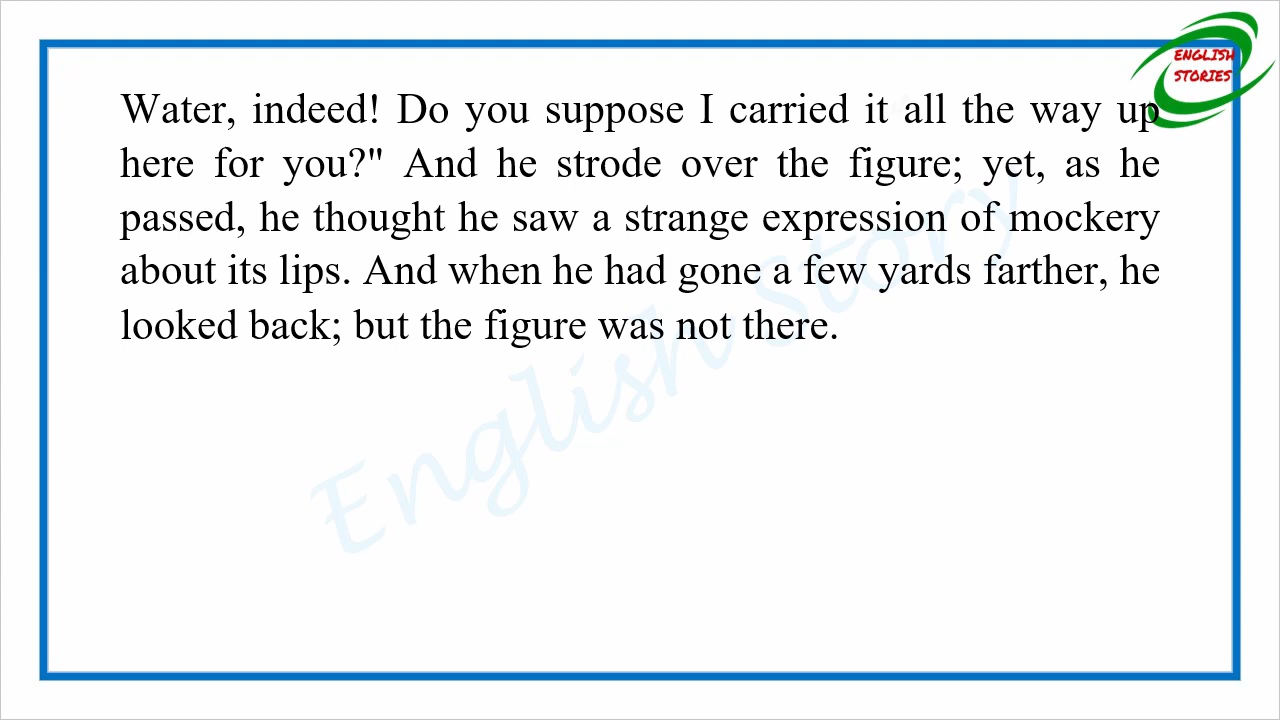 ENGLISH
STORIES
Water, indeed! Do you suppose I carried it all the way up
here for you?" And he strode over the figure; yet, as he
passed, he thought he saw a strange expression of mockery
about its lips. And when he had gone a few yards farther, he
looked back; but the figure was not there.
English Story